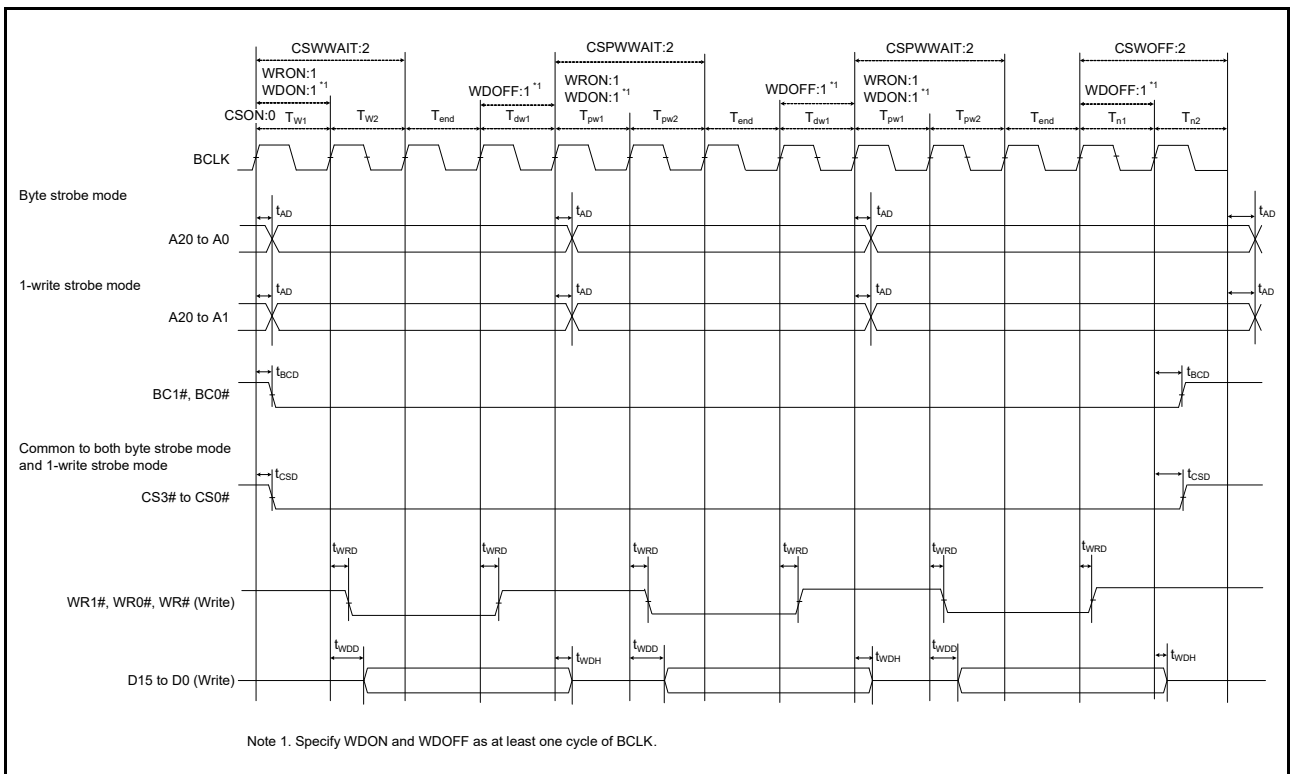 CSWWAIT:2 CSPWWAIT:2 CSPWWAIT:2 CSWOFF:2
WRON:1 WRON:1 WRON:1
WDON:1 *1 WDOFF:1 *1 WDON:1 *1 WDOFF:1 *1 WDON:1 *1 WDOFF:1 *1
CSON:0 TW1 TW2 Tend Tdw1 Tpw1 Tpw2 Tend Tdw1 Tpw1 Tpw2 Tend Tn1 Tn2
BCLK
Byte strobe mode
tAD tAD tAD tAD
A20 to A0
1-write strobe mode
tAD tAD tAD tAD
A20 to A1
tBCD tBCD
BC1#, BC0#
Common to both byte strobe mode
and 1-write strobe mode
tCSD tCSD
CS3# to CS0#
tWRD tWRD tWRD tWRD tWRD tWRD
WR1#, WR0#, WR# (Write)
tWDD tWDH tWDD tWDH tWDD tWDH
D15 to D0 (Write)
Note 1. Specify WDON and WDOFF as at least one cycle of BCLK.